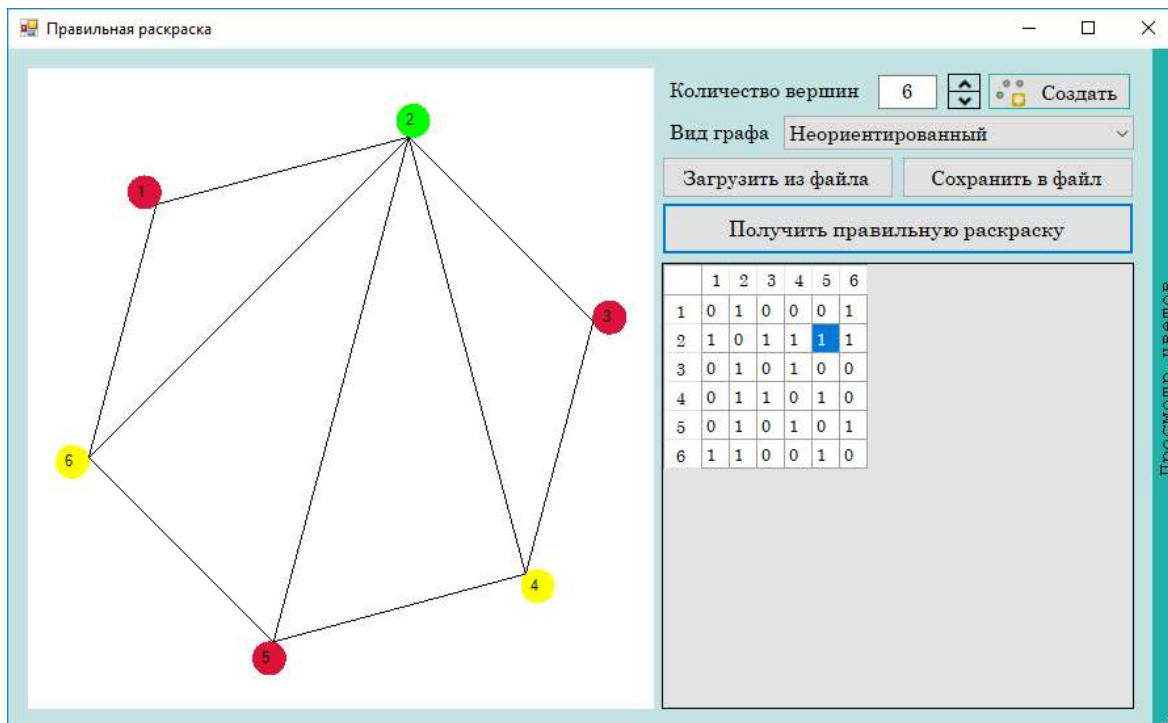 Правильная раскраска
Количество вершин 6 Создать
Вид графа Неориентированный
Загрузить из файла Сохранить в файл
Получить правильную раскраску
1 2 3 4 5 6
1 0 1 0 0 0 1
2 1 0 1 1 1 1
3 0 1 0 1 0 0
4 0 1 1 0 1 0
5 0 1 0 1 0 1
6 1 1 0 0 1 0
2
1
3
6
4
5
Просмотр цветов